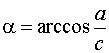 α = arccos a/c